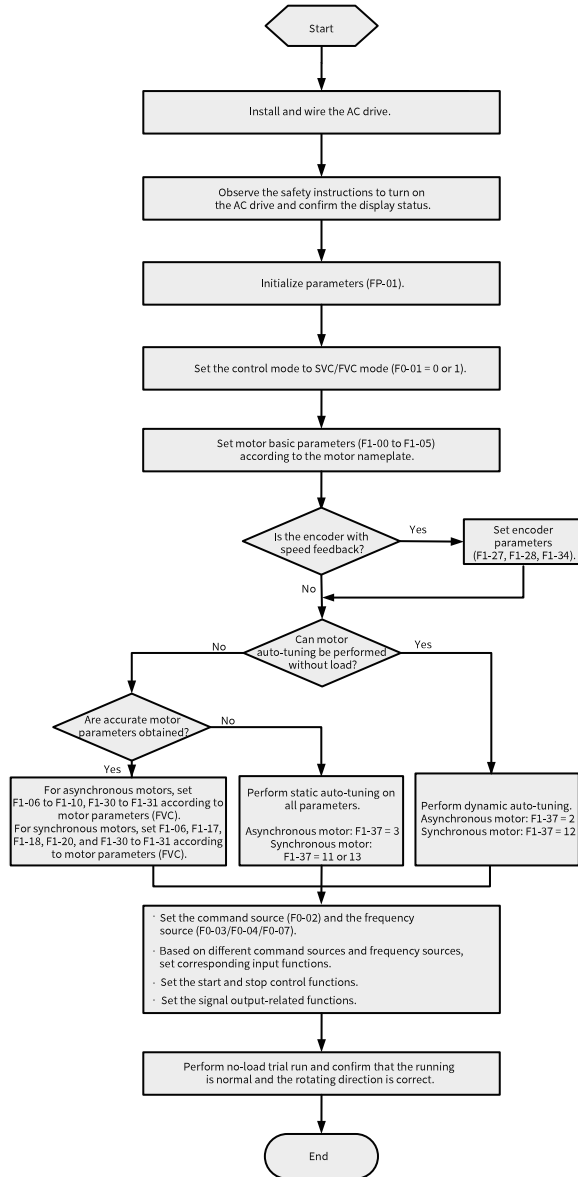 Start
Install and wire the AC drive.
Observe the safety instructions to turn on
the AC drive and confirm the display status.
Initialize parameters (FP-01).
Set the control mode to SVC/FVC mode (F0-01 = 0 or 1).
Set motor basic parameters (F1-00 to F1-05)
according to the motor nameplate.
Is the encoder with
speed feedback?
Yes
Set encoder
parameters
(F1-27, F1-28, F1-34).
No
Can motor
auto-tuning be performed
without load?
No
Yes
Are accurate motor
parameters obtained?
No
Yes
For asynchronous motors, set
F1-06 to F1-10, F1-30 to F1-31 according to
motor parameters (FVC).
For synchronous motors, set F1-06, F1-17,
F1-18, F1-20, and F1-30 to F1-31 according
to motor parameters (FVC).
Perform static auto-tuning on
all parameters.
Asynchronous motor: F1-37 = 3
Synchronous motor:
F1-37 = 11 or 13
Perform dynamic auto-tuning.
Asynchronous motor: F1-37 = 2
Synchronous motor: F1-37 = 12
· Set the command source (F0-02) and the frequency
source (F0-03/F0-04/F0-07).
· Based on different command sources and frequency sources,
set corresponding input functions.
· Set the start and stop control functions.
· Set the signal output-related functions.
Perform no-load trial run and confirm that the running
is normal and the rotating direction is correct.
End